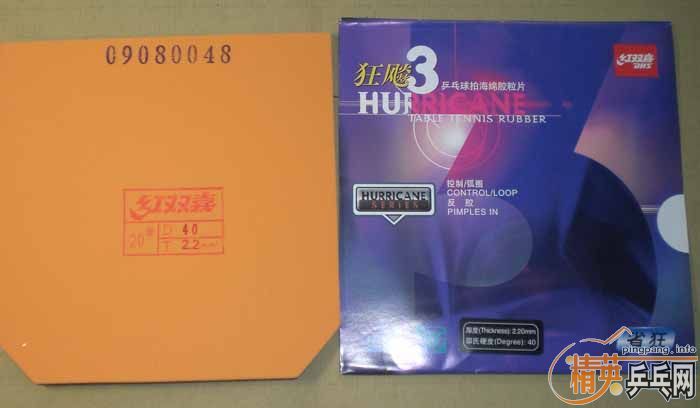 09080048
红双喜
20# D 40
T 2.2mm
狂飚3
乒乓球拍海绵胶粒片
HURRICANE
TABLE TENNIS RUBBER
红双喜
DHS
HURRICANE
SERIES
控制/弧圈
CONTROL/LOOP
反 胶
PIMPLES IN
厚度(Thickness): 2.20mm
邵氏硬度(Degree): 40
省狂
pingpang.info
精英乒乓网